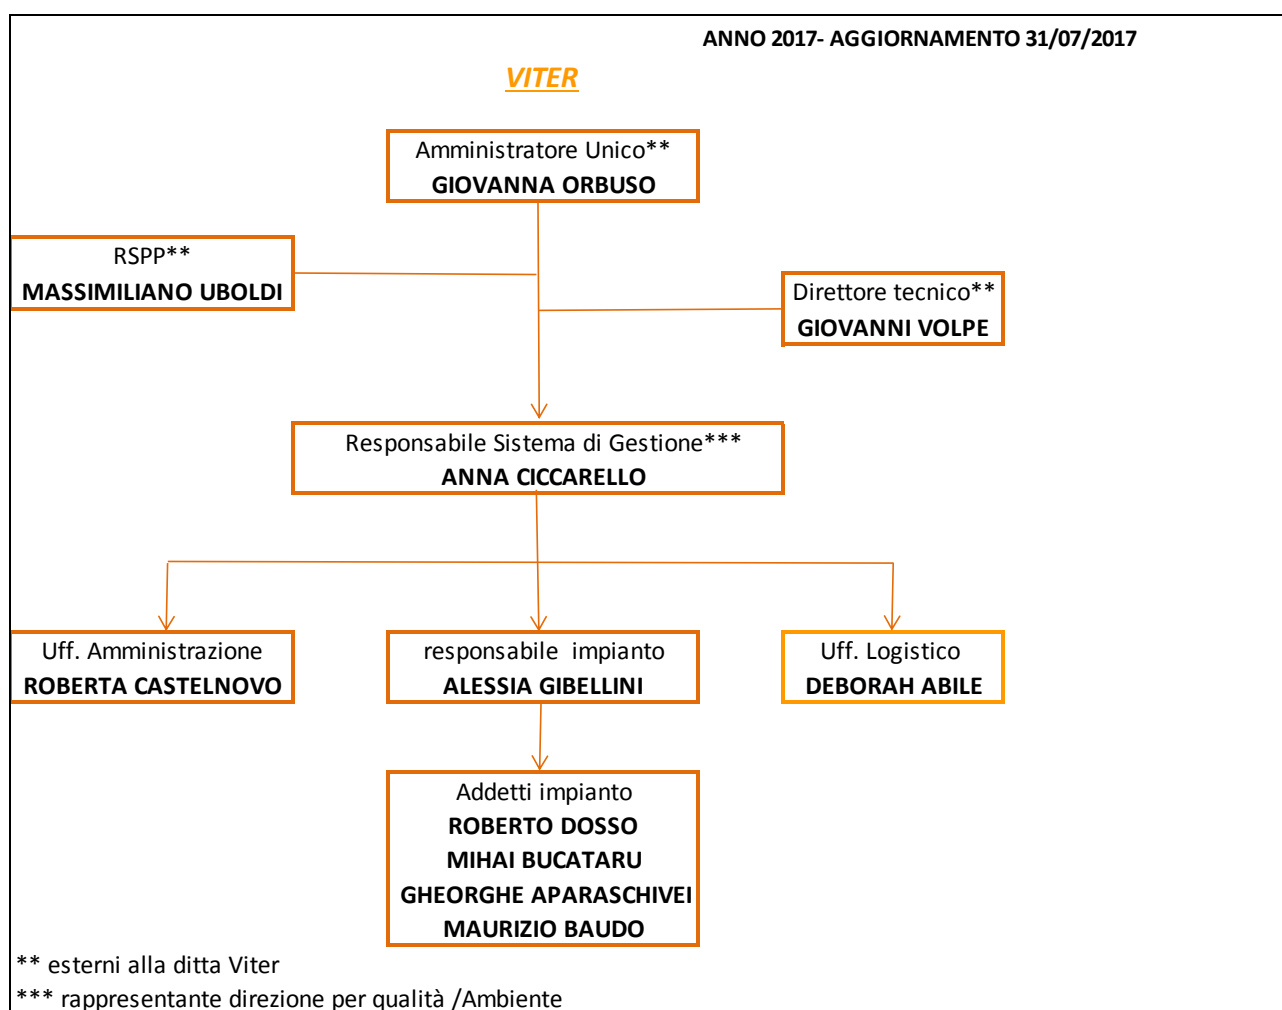 ANNO 2017- AGGIORNAMENTO 31/07/2017
VITER
Amministratore Unico**
GIOVANNA ORBUSO
RSPP**
MASSIMILIANO UBOLDI
Direttore tecnico**
GIOVANNI VOLPE
Responsabile Sistema di Gestione***
ANNA CICCARELLO
Uff. Amministrazione
ROBERTA CASTELNOVO
responsabile  impianto
ALESSIA GIBELLINI
Uff. Logistico
DEBORAH ABILE
Addetti impianto
ROBERTO DOSSO
MIHAI BUCATARU
GHEORGHE APARASCHIVEI
MAURIZIO BAUDO
** esterni alla ditta Viter
*** rappresentante direzione per qualità /Ambiente